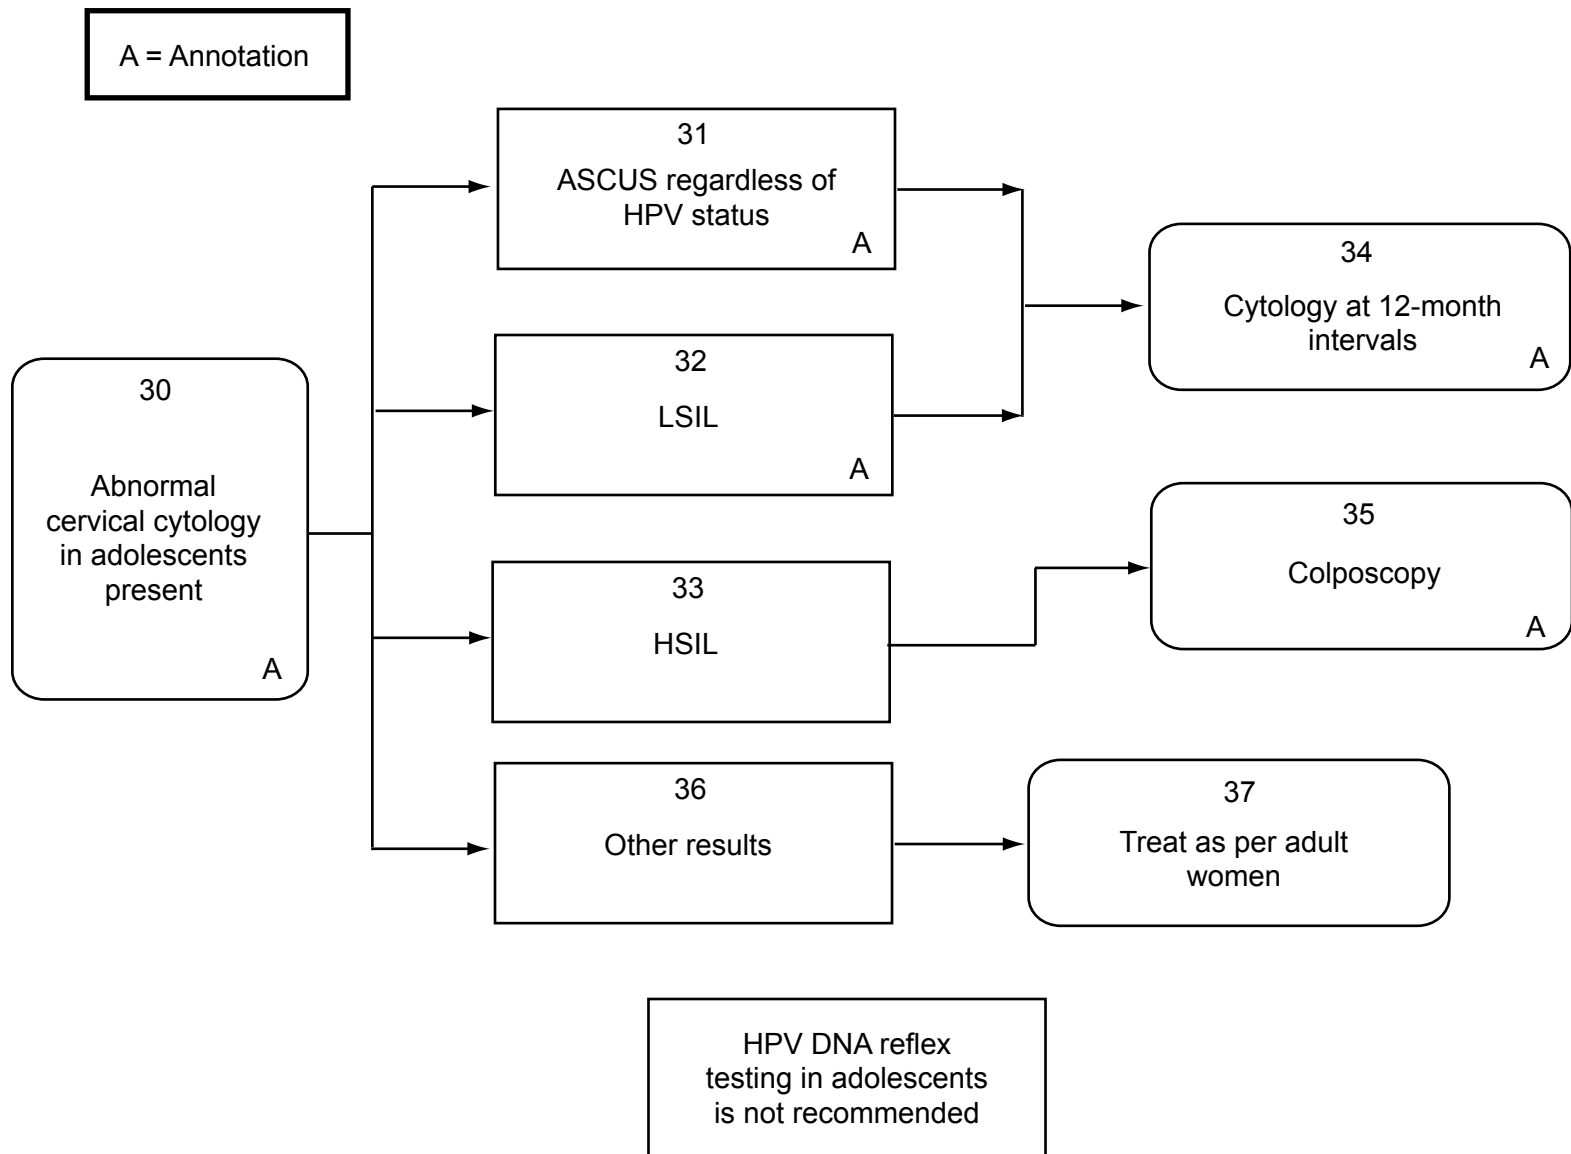 A = Annotation
31
ASCUS regardless of
HPV status
A
34
Cytology at 12-month
intervals
A
32
LSIL
A
30
Abnormal
cervical cytology
in adolescents
present
A
35
Colposcopy
A
33
HSIL
36
Other results
37
Treat as per adult
women
HPV DNA reflex
testing in adolescents
is not recommended